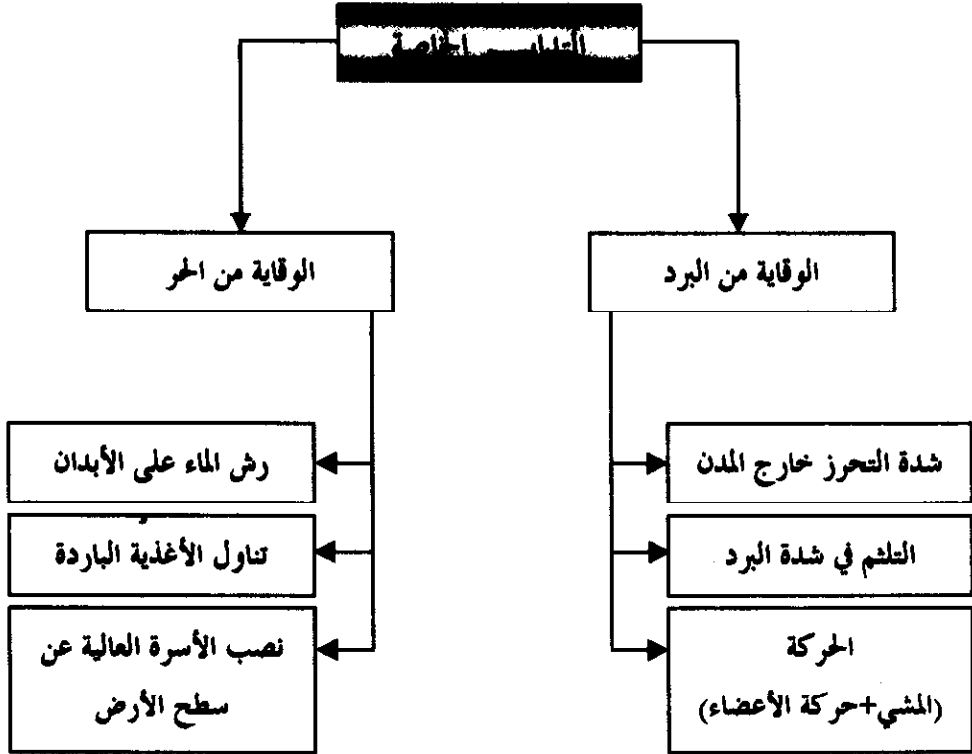 الخاصة
الوقاية من البرد
الوقاية من الحر
شدة التحرز خارج المدن
رش الماء على الأبدان
التلثم في شدة البرد
تناول الأغذية الباردة
الحركة
(المشي+حركة الأعضاء)
نصب الأسرة العالية عن
سطح الأرض